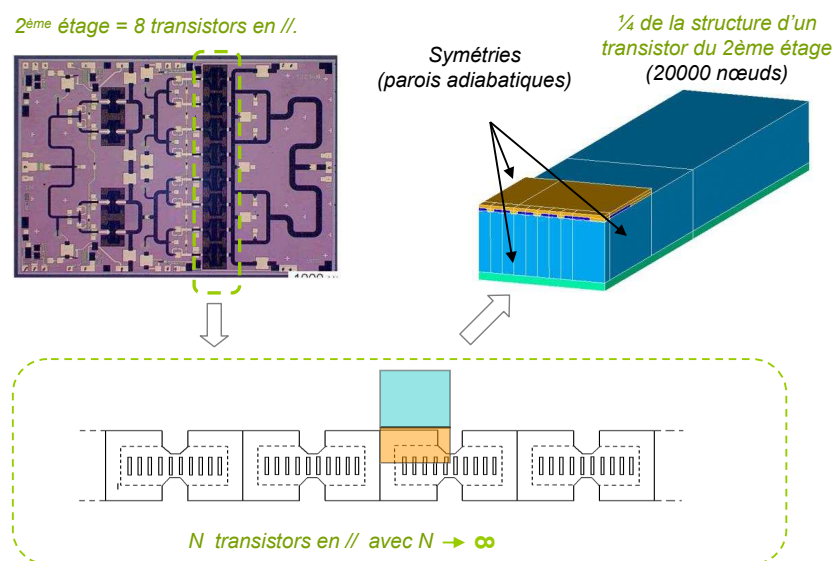 2ème étage = 8 transistors en //.
Symétries
(parois adiabatiques)
¼ de la structure d'un
transistor du 2ème étage
(20000 nœuds)
N transistors en // avec N → ∞